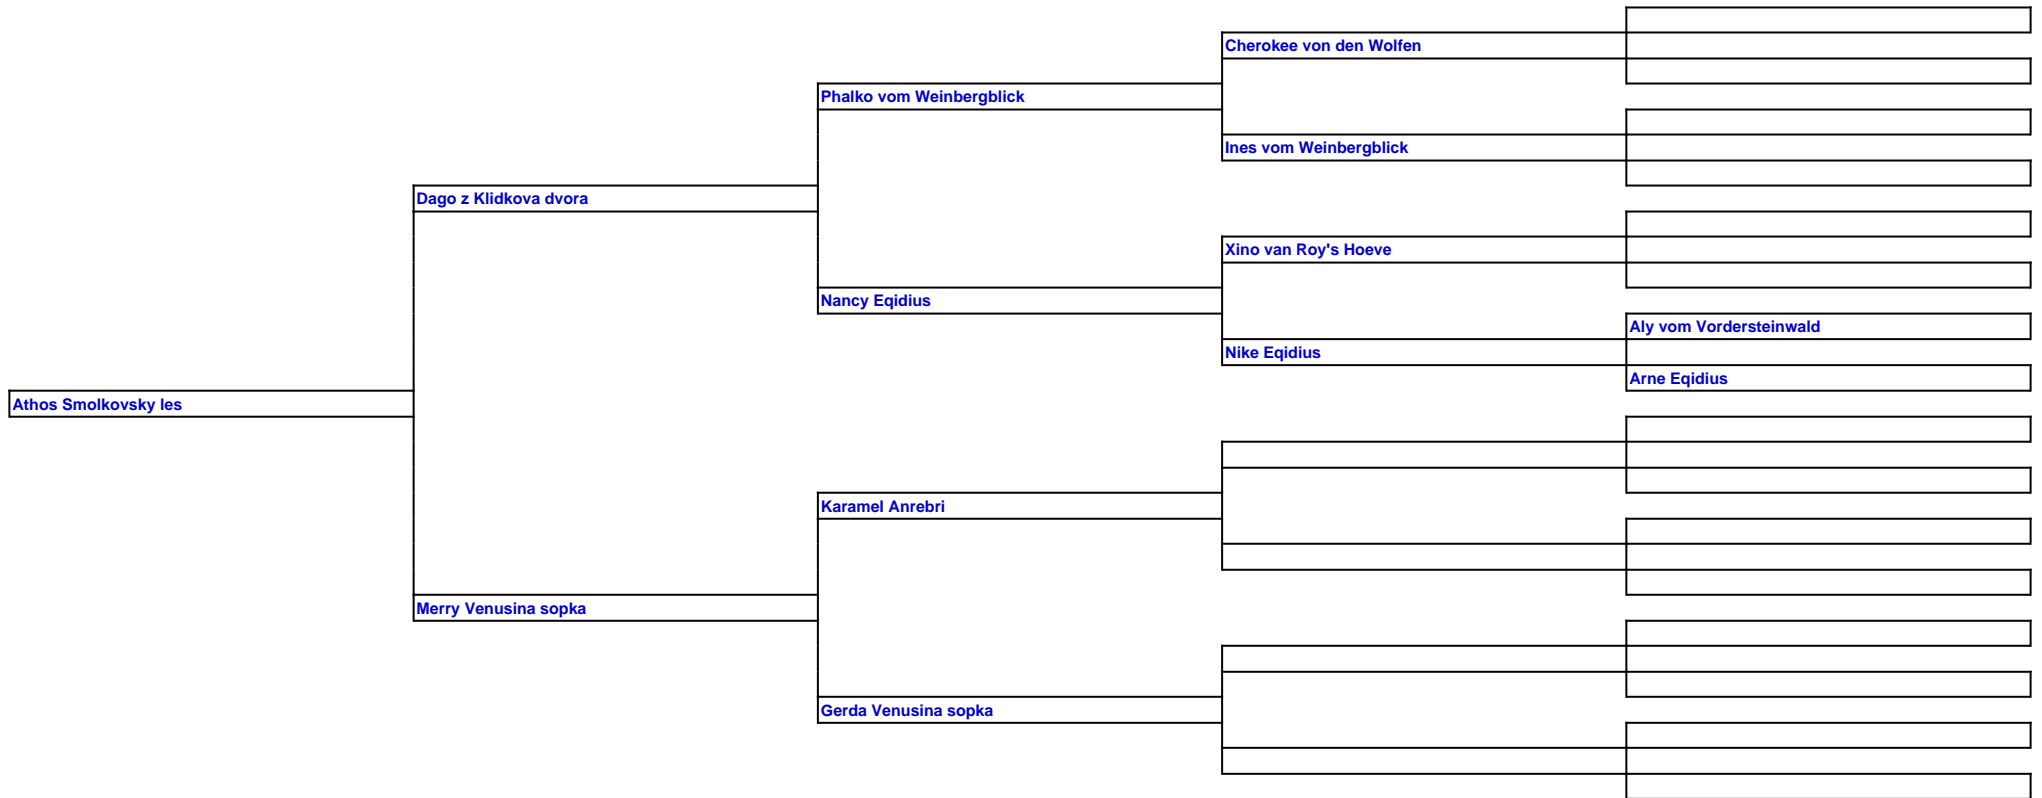 Cherokee von den Wolfen
Phalko vom Weinbergblick
Ines vom Weinbergblick
Dago z Klidkova dvora
Xino van Roy's Hoeve
Nancy Eqidius
Aly vom Vordersteinwald
Nike Eqidius
Arne Eqidius
Athos Smolkovsky les
Karamel Anrebri
Merry Venusina sopka
Gerda Venusina sopka